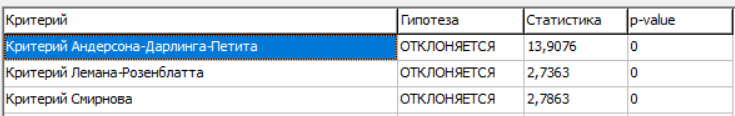 Критерий Гипотеза Статистика p-value
Критерий Андерсона-Дарлинга-Петита ОТКЛОНЯЕТСЯ 13,9076 0
Критерий Лемана-Розенблатта ОТКЛОНЯЕТСЯ 2,7363 0
Критерий Смирнова ОТКЛОНЯЕТСЯ 2,7863 0